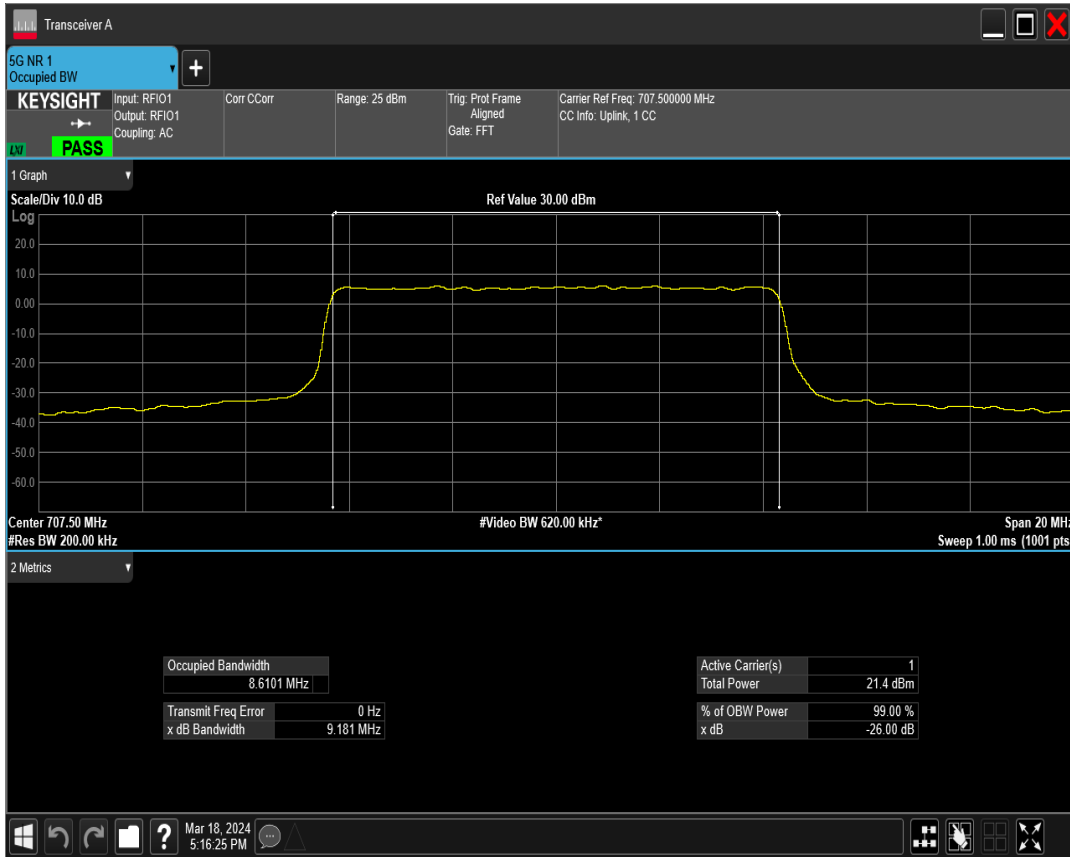 Transceiver A
5G NR 1
Occupied BW
KEYSIGHT
LXI
PASS
Input: RFIO1
Output: RFIO1
Coupling: AC
Corr CCorr
Range: 25 dBm
Trig: Prot Frame
Aligned
Gate: FFT
Carrier Ref Freq: 707.500000 MHz
CC Info: Uplink, 1 CC
1 Graph
Scale/Div 10.0 dB
Ref Value 30.00 dBm
Log
20.0
10.0
0.00
-10.0
-20.0
-30.0
-40.0
-50.0
-60.0
Center 707.50 MHz
#Video BW 620.00 kHz*
Span 20 MHz
#Res BW 200.00 kHz
Sweep 1.00 ms (1001 pts
2 Metrics
Occupied Bandwidth
8.6101 MHz
Transmit Freq Error 0 Hz
x dB Bandwidth 9.181 MHz
Active Carrier(s) 1
Total Power 21.4 dBm
% of OBW Power 99.00 %
x dB -26.00 dB
?
Mar 18, 2024
5:16:25 PM